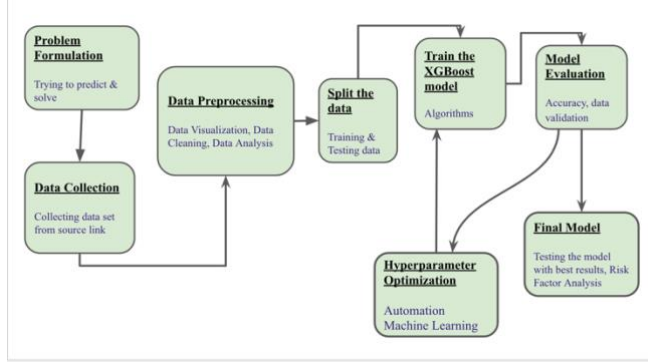 Problem
Formulation
Trying to predict &
solve
Data Collection
Collecting data set
from source link
Data Preprocessing
Data Visualization, Data
Cleaning, Data Analysis
Split the
data
Training &
Testing data
Train the
XGBoost
model
Algorithms
Model
Evaluation
Accuracy, data
validation
Hyperparameter
Optimization
Automation
Machine Learning
Final Model
Testing the model
with best results, Risk
Factor Analysis